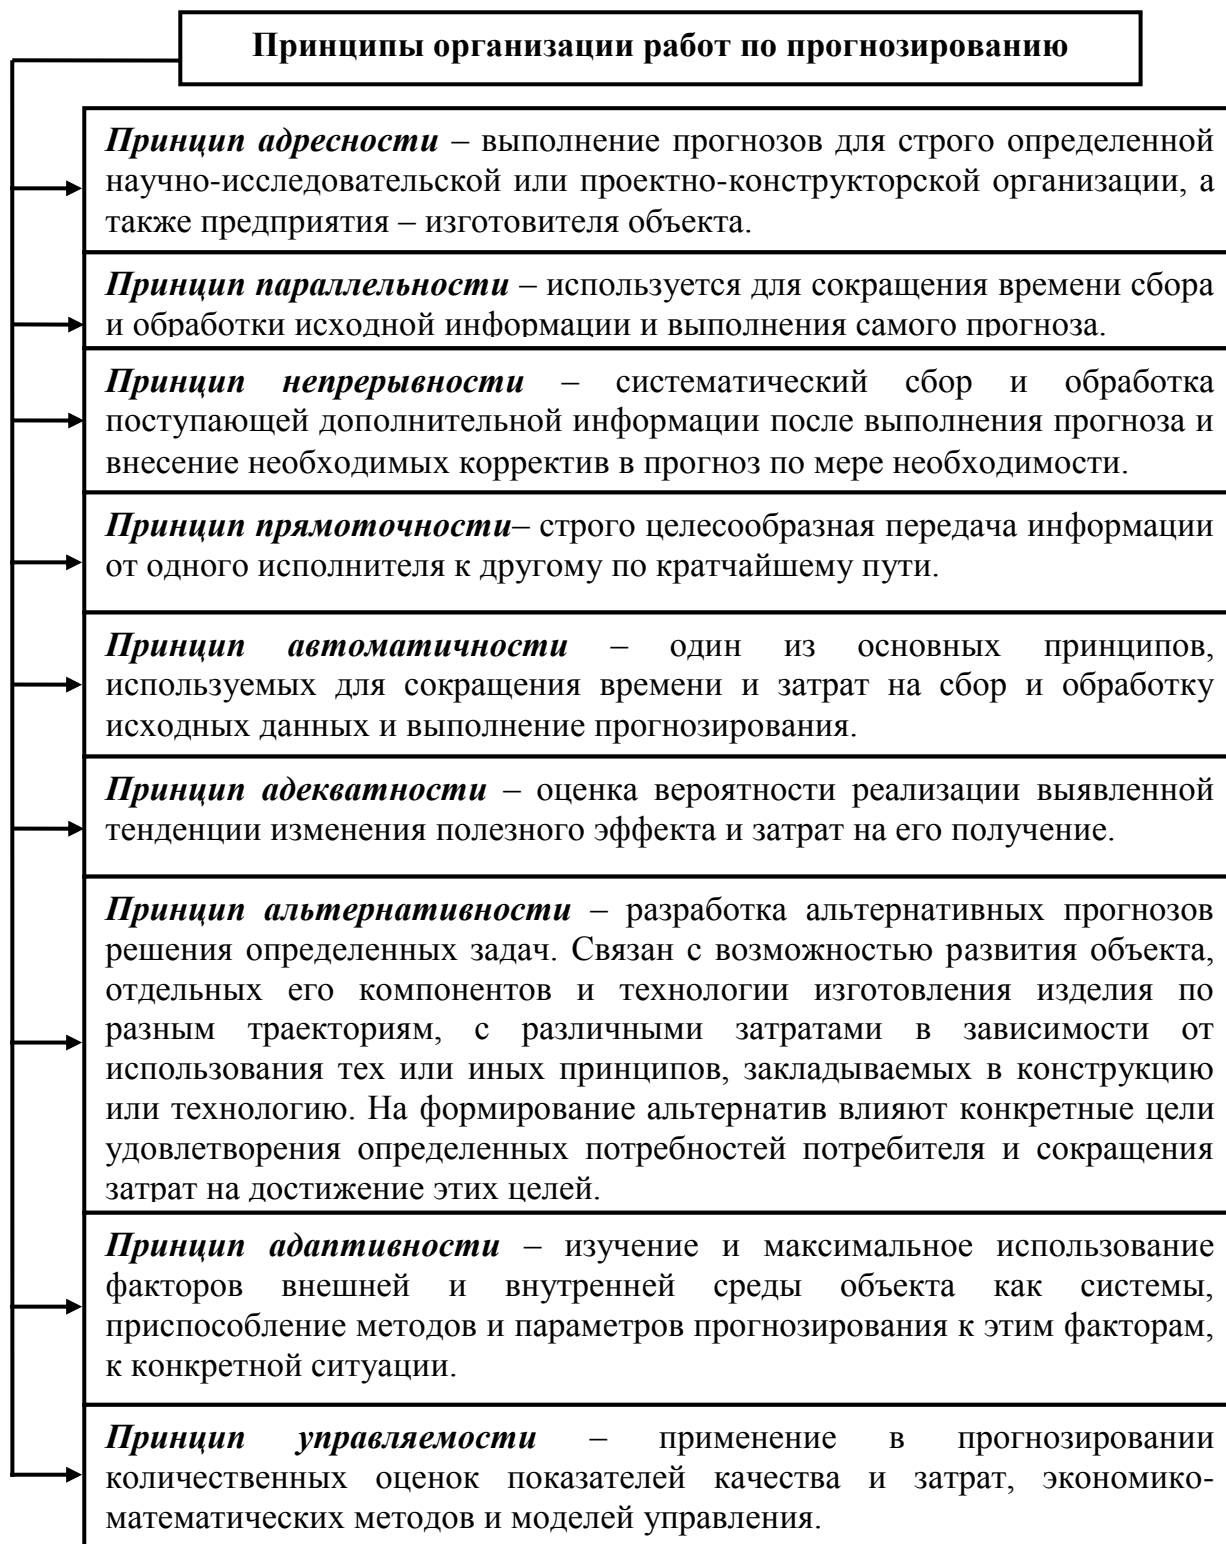 Принципы организации работ по прогнозированию
Принцип адресности – выполнение прогнозов для строго определенной
научно-исследовательской или проектно-конструкторской организации, а
также предприятия – изготовителя объекта.
Принцип параллельности – используется для сокращения времени сбора
и обработки исходной информации и выполнения самого прогноза.
Принцип непрерывности – систематический сбор и обработка
поступающей дополнительной информации после выполнения прогноза и
внесение необходимых корректив в прогноз по мере необходимости.
Принцип прямоточности– строго целесообразная передача информации
от одного исполнителя к другому по кратчайшему пути.
Принцип автоматичности – один из основных принципов,
используемых для сокращения времени и затрат на сбор и обработку
исходных данных и выполнение прогнозирования.
Принцип адекватности – оценка вероятности реализации выявленной
тенденции изменения полезного эффекта и затрат на его получение.
Принцип альтернативности – разработка альтернативных прогнозов
решения определенных задач. Связан с возможностью развития объекта,
отдельных его компонентов и технологии изготовления изделия по
разным траекториям, с различными затратами в зависимости от
использования тех или иных принципов, закладываемых в конструкцию
или технологию. На формирование альтернатив влияют конкретные цели
удовлетворения определенных потребностей потребителя и сокращения
затрат на достижение этих целей.
Принцип адаптивности – изучение и максимальное использование
факторов внешней и внутренней среды объекта как системы,
приспособление методов и параметров прогнозирования к этим факторам,
к конкретной ситуации.
Принцип управляемости – применение в прогнозировании
количественных оценок показателей качества и затрат, экономико-
математических методов и моделей управления.